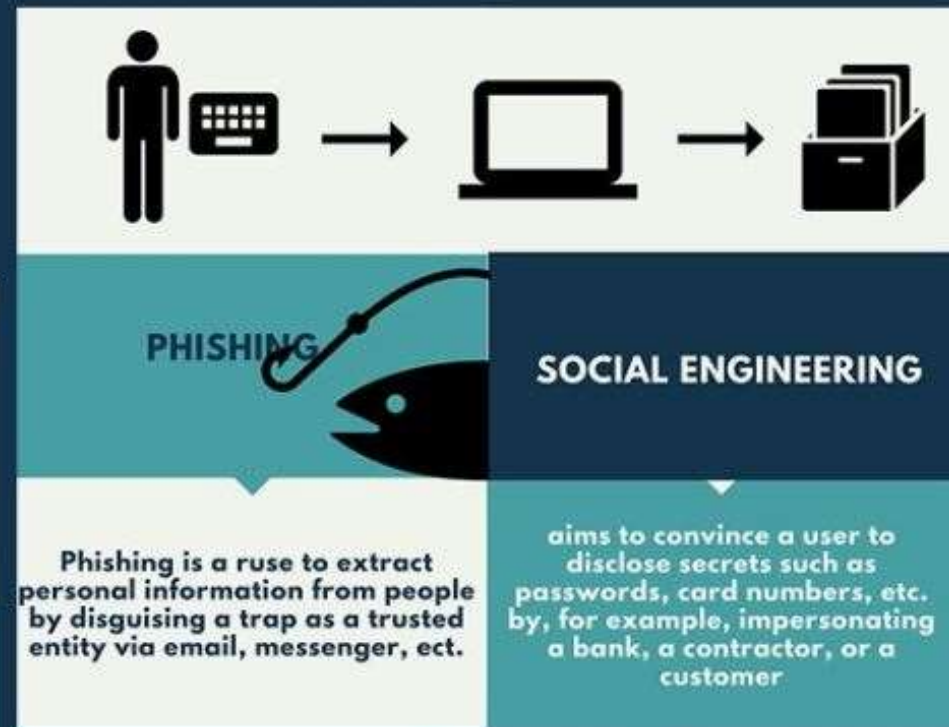 PHISHING
SOCIAL ENGINEERING
Phishing is a ruse to extract
personal information from people
by disguising a trap as a trusted
entity via email, messenger, ect.
aims to convince a user to
disclose secrets such as
passwords, card numbers, etc.
by, for example, impersonating
a bank, a contractor, or a
customer